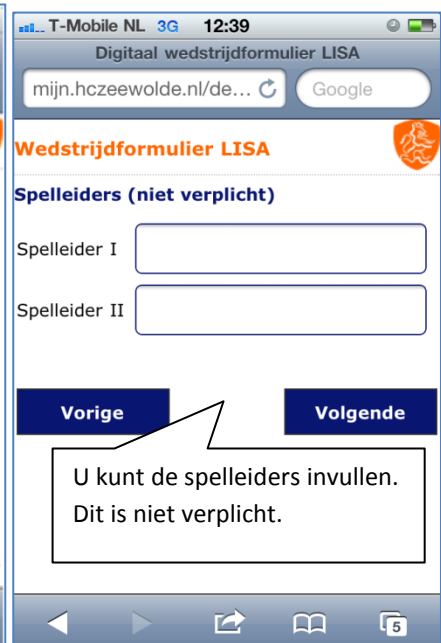 T-Mobile NL 3G 12:39
Digitaal wedstrijdformulier LISA
mijn.hczeewolde.nl/de... Google
Wedstrijdformulier LISA
Spelleiders (niet verplicht)
Spelleider I
Spelleider II
Vorige Volgende
U kunt de spelleiders invullen.
Dit is niet verplicht.
5